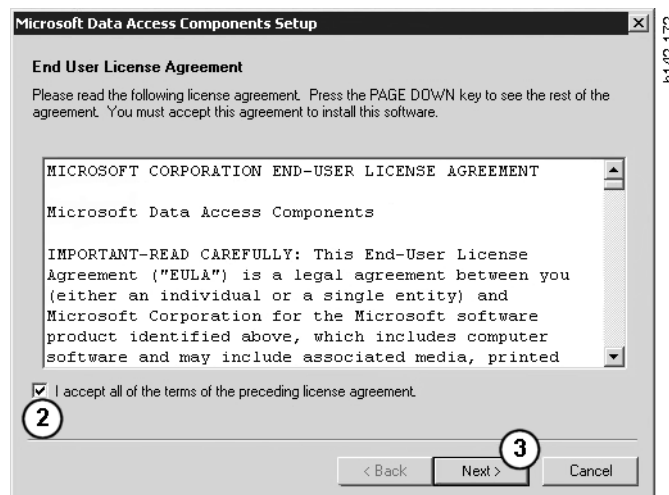 Microsoft Data Access Components Setup
End User License Agreement
Please read the following license agreement. Press the PAGE DOWN key to see the rest of the
agreement. You must accept this agreement to install this software.
MICROSOFT CORPORATION END-USER LICENSE AGREEMENT
Microsoft Data Access Components
IMPORTANT-READ CAREFULLY: This End-User License
Agreement ("EULA") is a legal agreement between you
(either an individual or a single entity) and
Microsoft Corporation for the Microsoft software
product identified above, which includes computer
software and may include associated media, printed
I accept all of the terms of the preceding license agreement.
2
3
< Back
Next >
Cancel